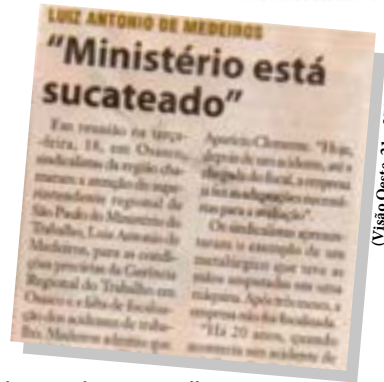 LUIZ ANTONIO DE MEDEIROS
“Ministério está
sucateado”
Em reunião na terça-
-feira, 18, em Osasco,
sindicalistas da região cha-
maram a atenção do supe-
rintendente regional de
São Paulo do Ministério do
Trabalho, Luiz Antonio de
Medeiros, para as condi-
ções precárias da Gerência
Regional do Trabalho em
Osasco e a falta de fiscaliza-
ção dos acidentes de traba-
lho. Medeiros admitiu que
Aparício Clemente. “Hoje,
depois de um acidente, até a
chegada do fiscal, a empresa
já fez as adequações necessá-
rias para a avaliação”.
Os sindicalistas
o exemplo de um
metalúrgico que teve as
mãos amputadas em uma
máquina. Após três meses, a
empresa não foi fiscalizada.
“Há 20 anos, quando
acontecia um acidente de
(Visão Oeste, 21